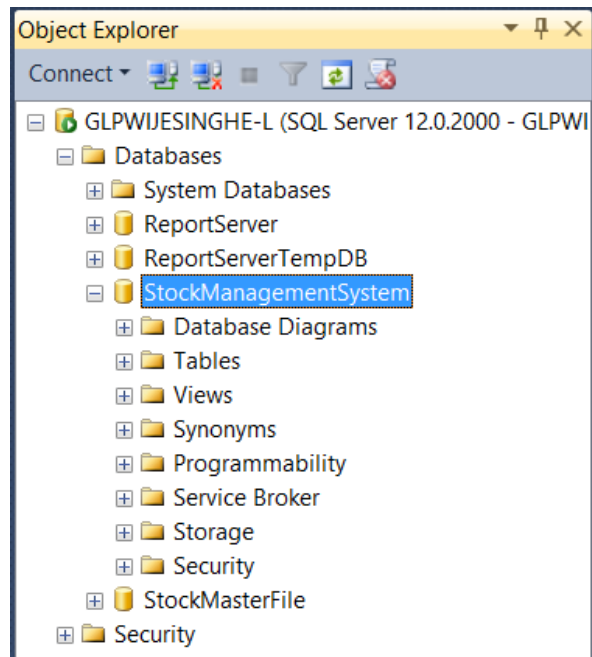 Object Explorer
Connect
GLPWIJESINGHE-L (SQL Server 12.0.2000 - GLPWI
Databases
System Databases
ReportServer
ReportServerTempDB
StockManagementSystem
Database Diagrams
Tables
Views
Synonyms
Programmability
Service Broker
Storage
Security
StockMasterFile
Security